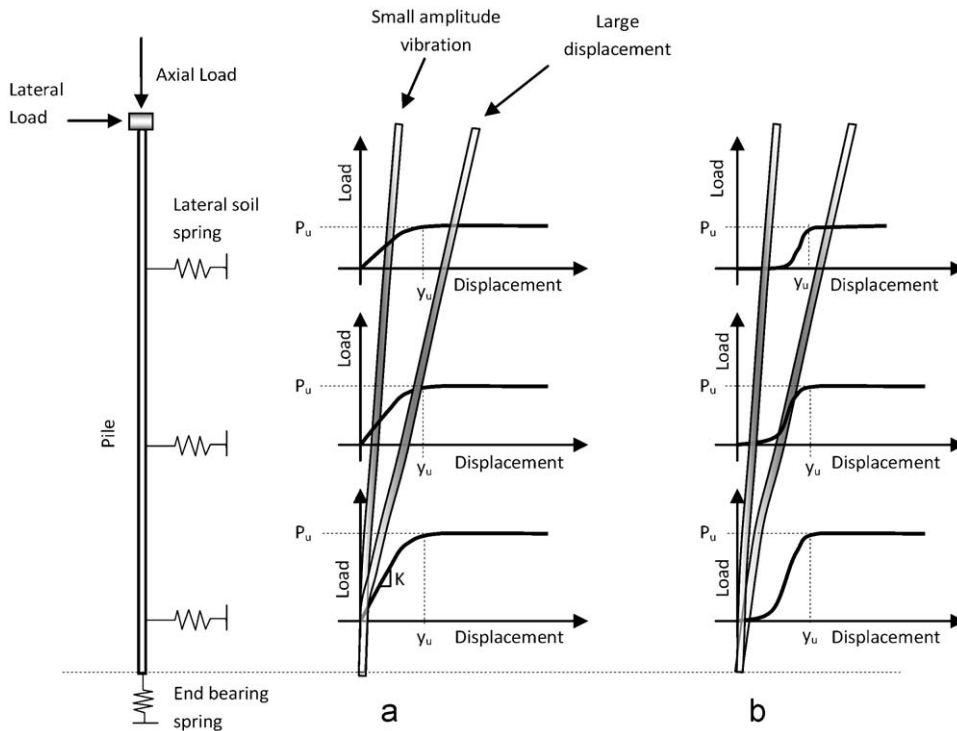 Small amplitude
vibration
Large
displacement
Axial Load
Lateral
Load
Lateral soil
spring
Pile
End bearing
spring
Load
Pu
yu
Displacement
Load
Pu
yu
Displacement
Load
Pu
K
yu
Displacement
a
Load
Pu
yu
Displacement
Load
Pu
yu
Displacement
Load
Pu
yu
Displacement
b